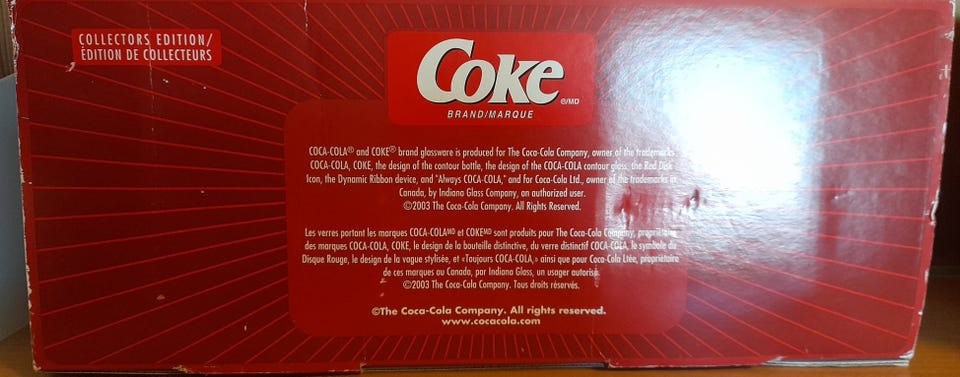 COLLECTORS EDITION/
ÉDITION DE COLLECTEURS
Coke
®/MD
BRAND/MARQUE
COCA-COLA® and COKE® brand glassware is produced for The Coca-Cola Company, owner of the trademarks
COCA-COLA, COKE, the design of the contour bottle, the design of the COCA-COLA contour glass, the Red Disk
Icon, the Dynamic Ribbon device, and "Always COCA-COLA," and for Coca-Cola Ltd., owner of the trademarks in
Canada, by Indiana Glass Company, an authorized user.
©2003 The Coca-Cola Company. All Rights Reserved.
Les verres portant les marques COCA-COLAMD et COKEMD sont produits pour The Coca-Cola Company, propriétaire
des marques COCA-COLA, COKE, le design de la bouteille distinctive, du verre distinctif COCA-COLA, le symbole du
Disque Rouge, le design de la vague stylisée, et «Toujours COCA-COLA,» ainsi que pour Coca-Cola Ltée, propriétaire
de ces marques au Canada, par Indiana Glass, un usager autorisé.
©2003 The Coca-Cola Company. Tous droits réservés.
©The Coca-Cola Company. All rights reserved.
www.cocacola.com